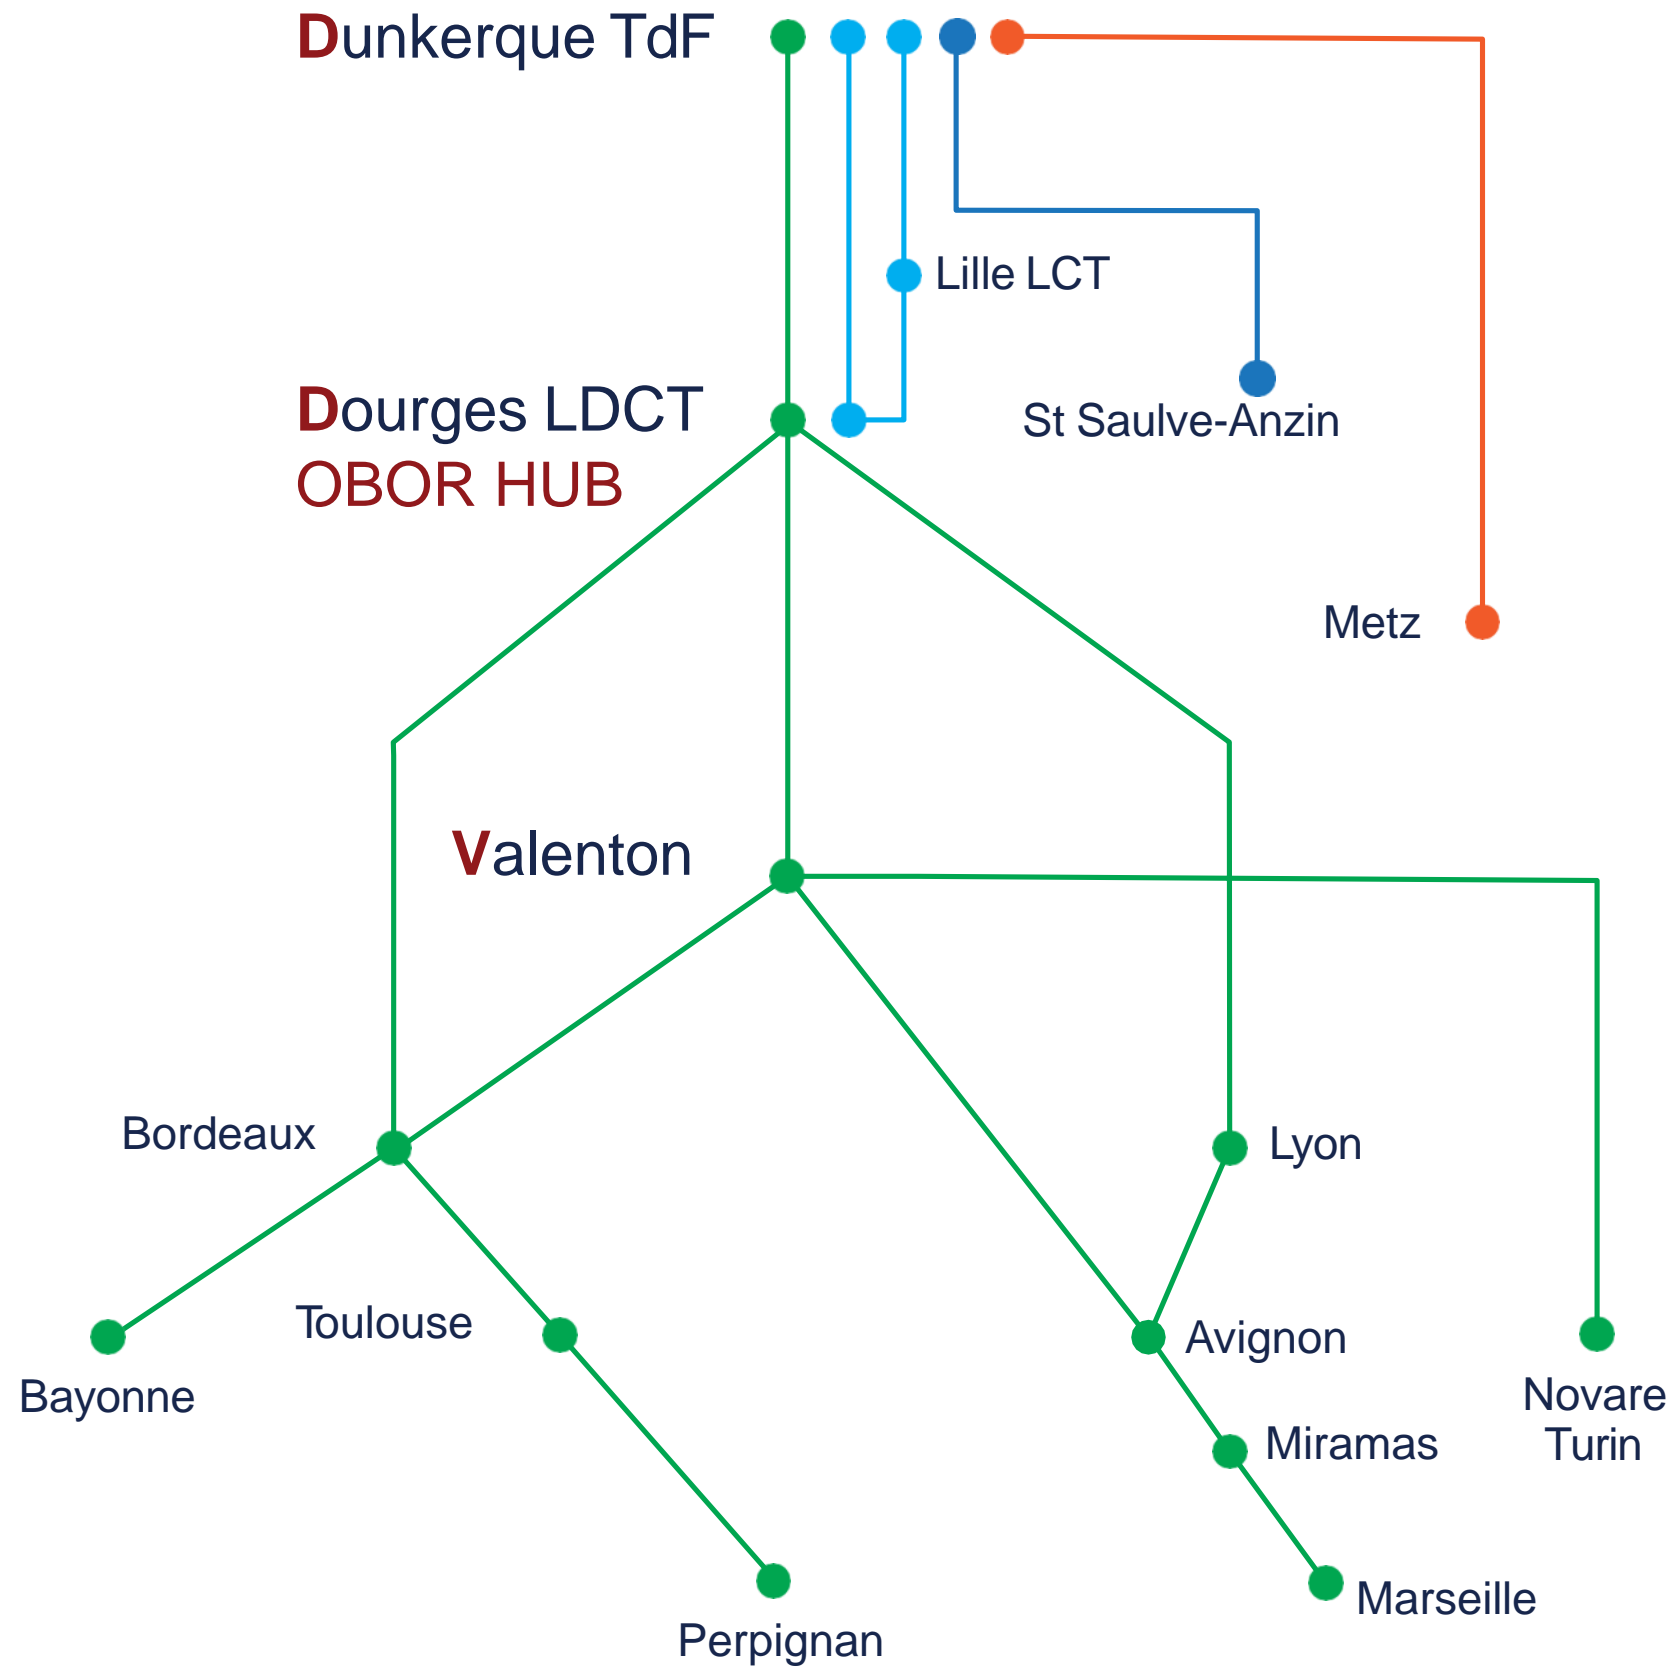 Dunkerque TdF
Lille LCT
Dourges LDCT
OBOR HUB
St Saulve-Anzin
Metz
Valenton
Bordeaux
Lyon
Toulouse
Avignon
Bayonne
Novare
Turin
Miramas
Marseille
Perpignan